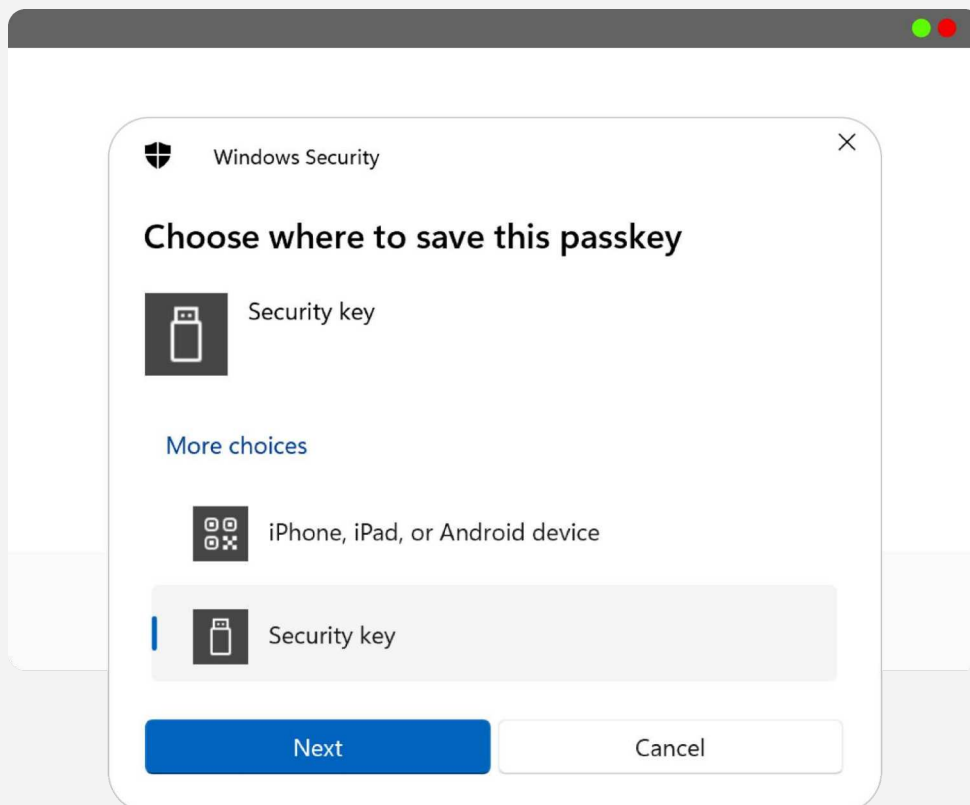 Windows Security
Choose where to save this passkey
Security key
More choices
iPhone, iPad, or Android device
Security key
Next
Cancel